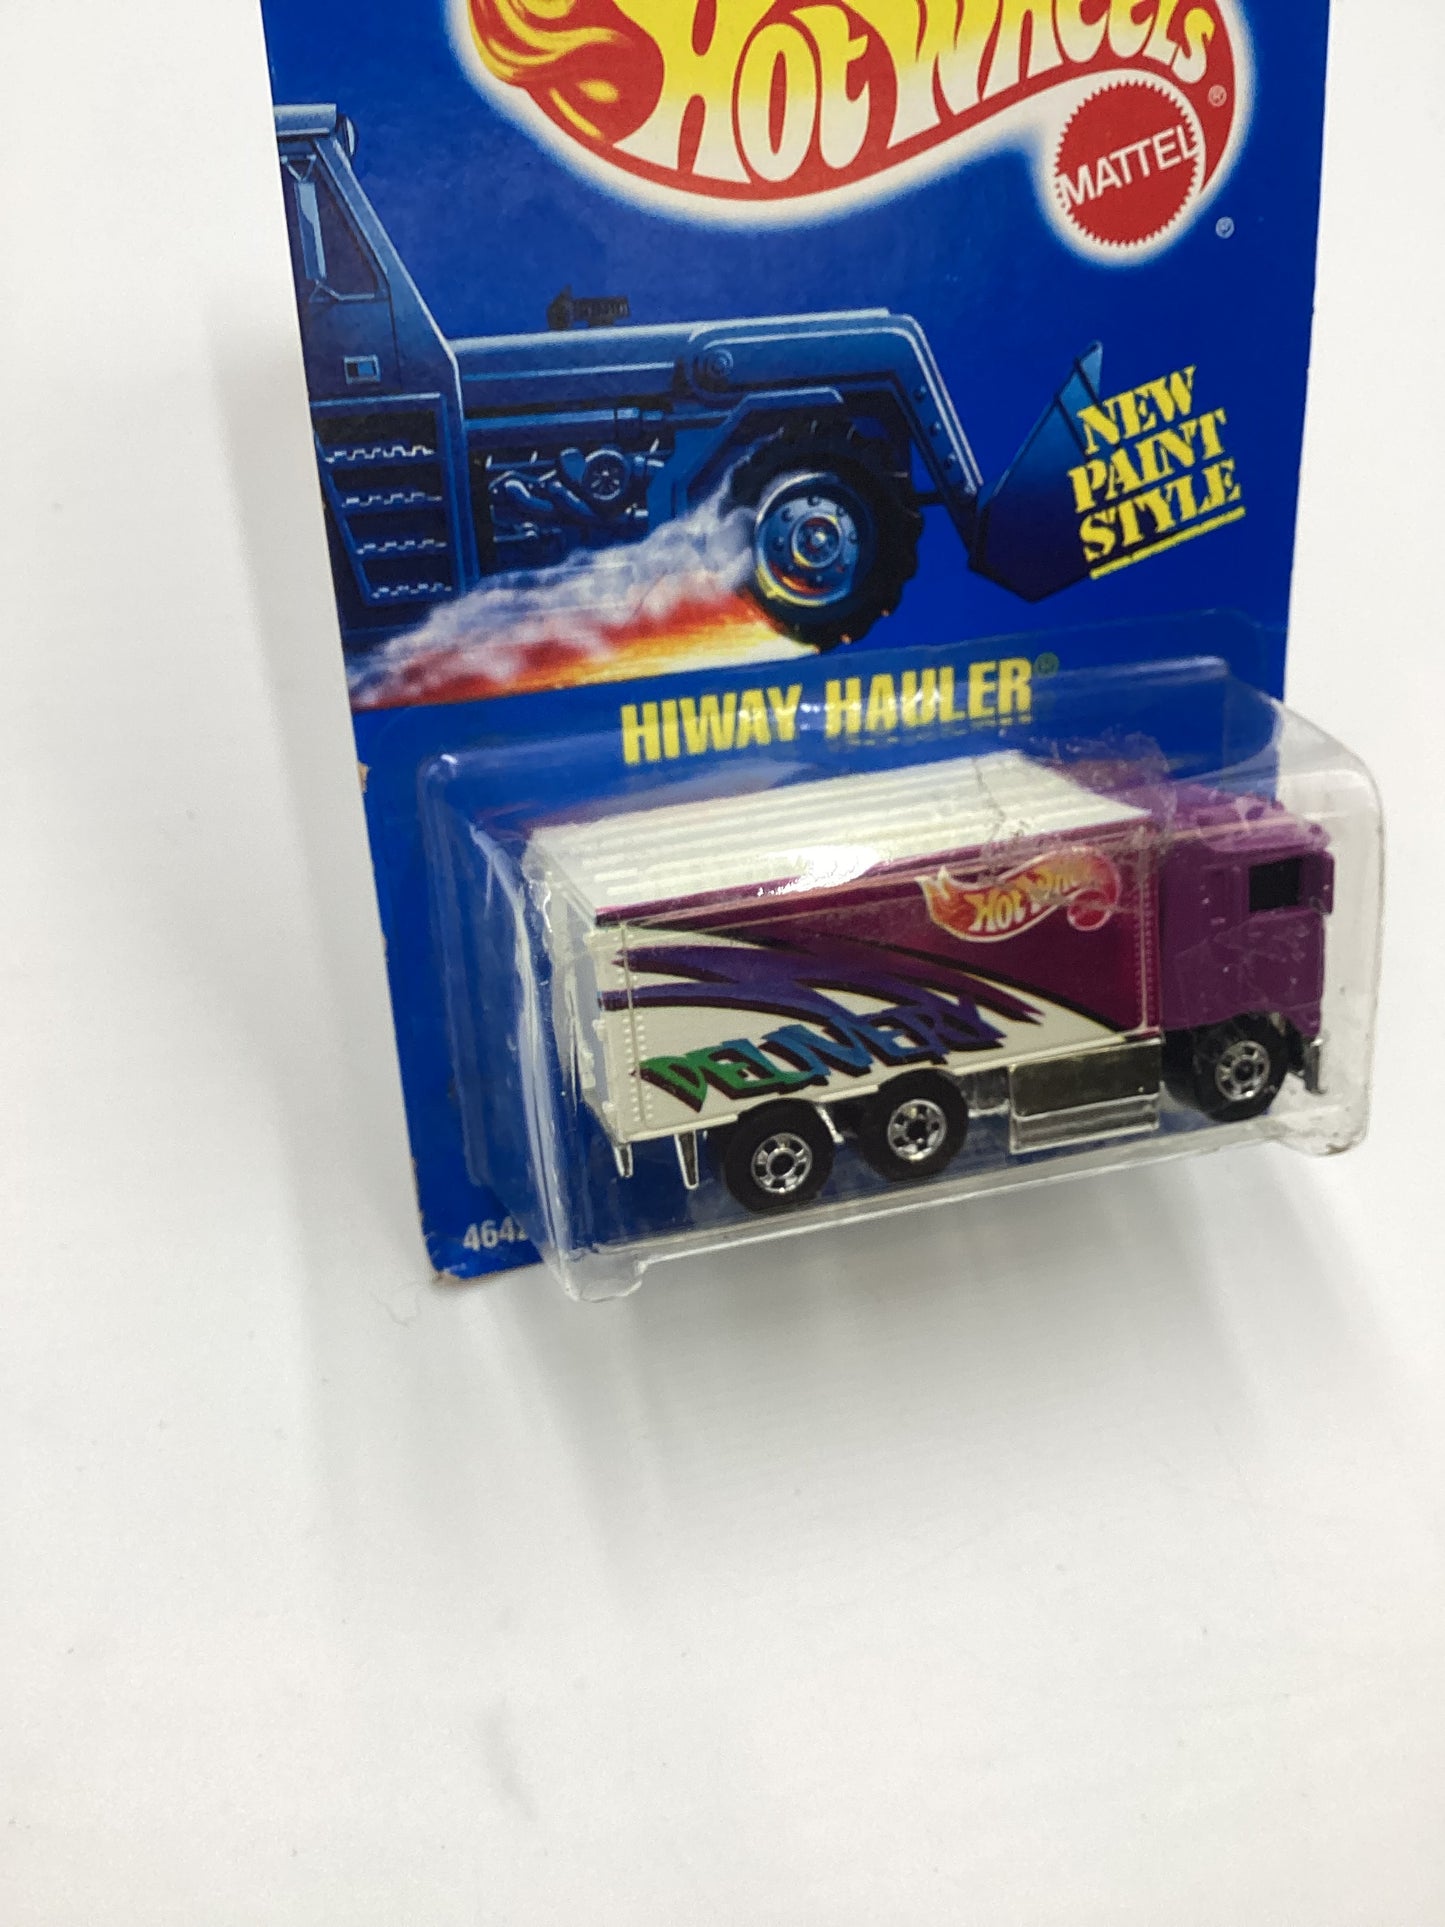 HOT WHEELS ®
MATTEL
®
NEW
PAINT
STYLE
HIWAY HAULER®
HOT WHEELS
DELIVERY